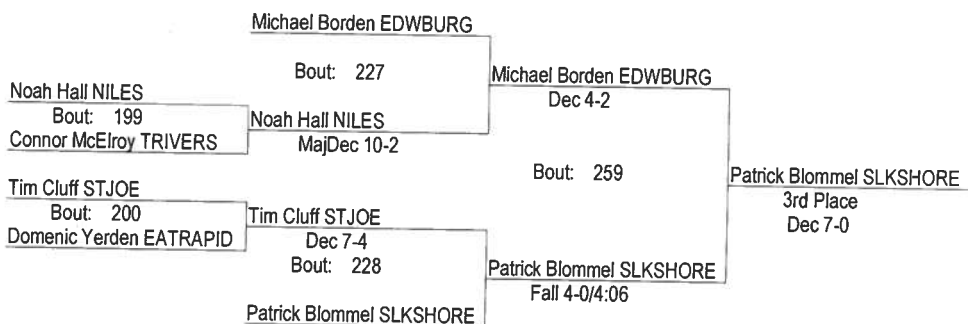 Michael Borden EDWBURG
Bout: 227
Michael Borden EDWBURG
Dec 4-2
Noah Hall NILES
Bout: 199
Connor McElroy TRIVERS
Noah Hall NILES
MajDec 10-2
Bout: 259
Patrick Blommel SLKSHORE
3rd Place
Dec 7-0
Tim Cluff STJOE
Bout: 200
Domenic Yerden EATRAPID
Tim Cluff STJOE
Dec 7-4
Bout: 228
Patrick Blommel SLKSHORE
Fall 4-0/4:06
Patrick Blommel SLKSHORE